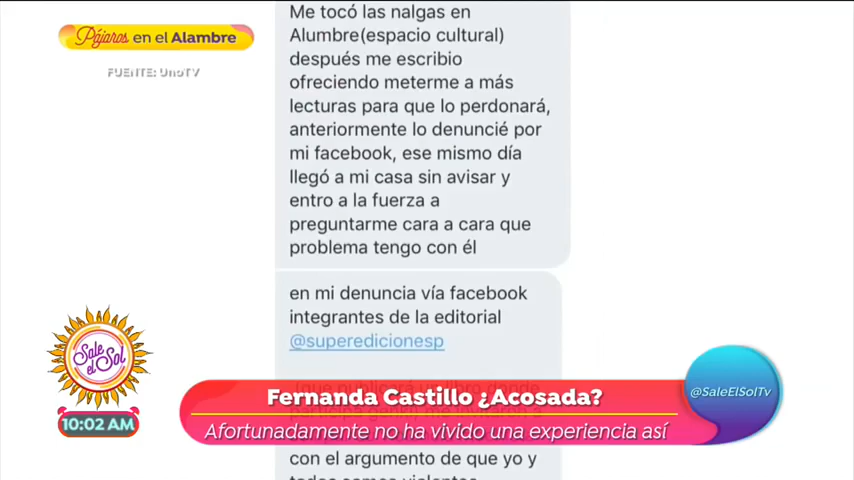 Pájaros en el Alambre
FUENTE: UnoTV
Me tocó las nalgas en
Alumbre(espacio cultural)
después me escribio
ofreciendo meterme a más
lecturas para que lo perdonará,
anteriormente lo denuncié por
mi facebook, ese mismo día
llegó a mi casa sin avisar y
entro a la fuerza a
preguntarme cara a cara que
problema tengo con él
en mi denuncia vía facebook
integrantes de la editorial
@superedicionesp
Fernanda Castillo ¿Acosada?
Afortunadamente no ha vivido una experiencia así
con el argumento de que yo y
Sale el Sol
10:02 AM
@SaleElSolTv